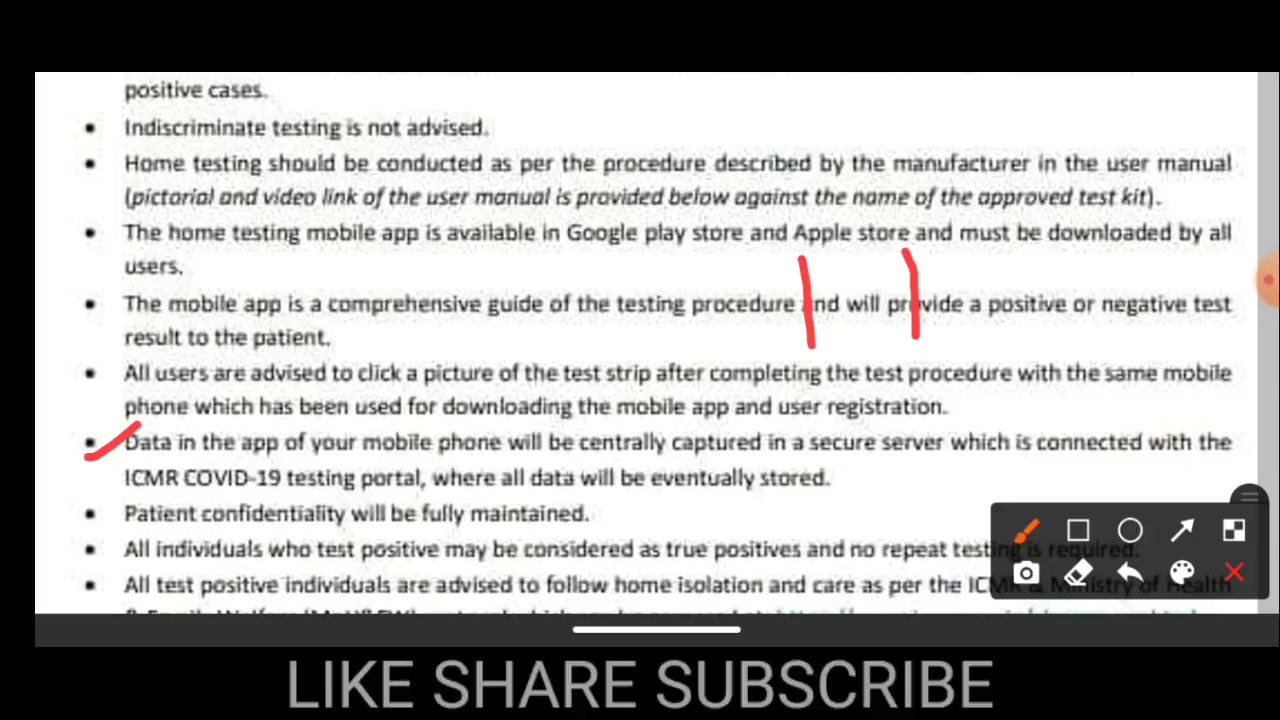 positive cases.
• Indiscriminate testing is not advised.
• Home testing should be conducted as per the procedure described by the manufacturer in the user manual
(pictorial and video link of the user manual is provided below against the name of the approved test kit).
• The home testing mobile app is available in Google play store and Apple store and must be downloaded by all
users.
• The mobile app is a comprehensive guide of the testing procedure and will provide a positive or negative test
result to the patient.
• All users are advised to click a picture of the test strip after completing the test procedure with the same mobile
phone which has been used for downloading the mobile app and user registration.
• Data in the app of your mobile phone will be centrally captured in a secure server which is connected with the
ICMR COVID-19 testing portal, where all data will be eventually stored.
• Patient confidentiality will be fully maintained.
• All individuals who test positive may be considered as true positives and no repeat testing is required.
• All test positive individuals are advised to follow home isolation and care as per the ICMR & Ministry of Health
LIKE SHARE SUBSCRIBE